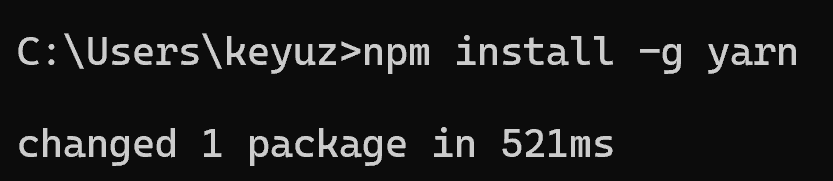 C:\Users\keyuz>npm install -g yarn
changed 1 package in 521ms